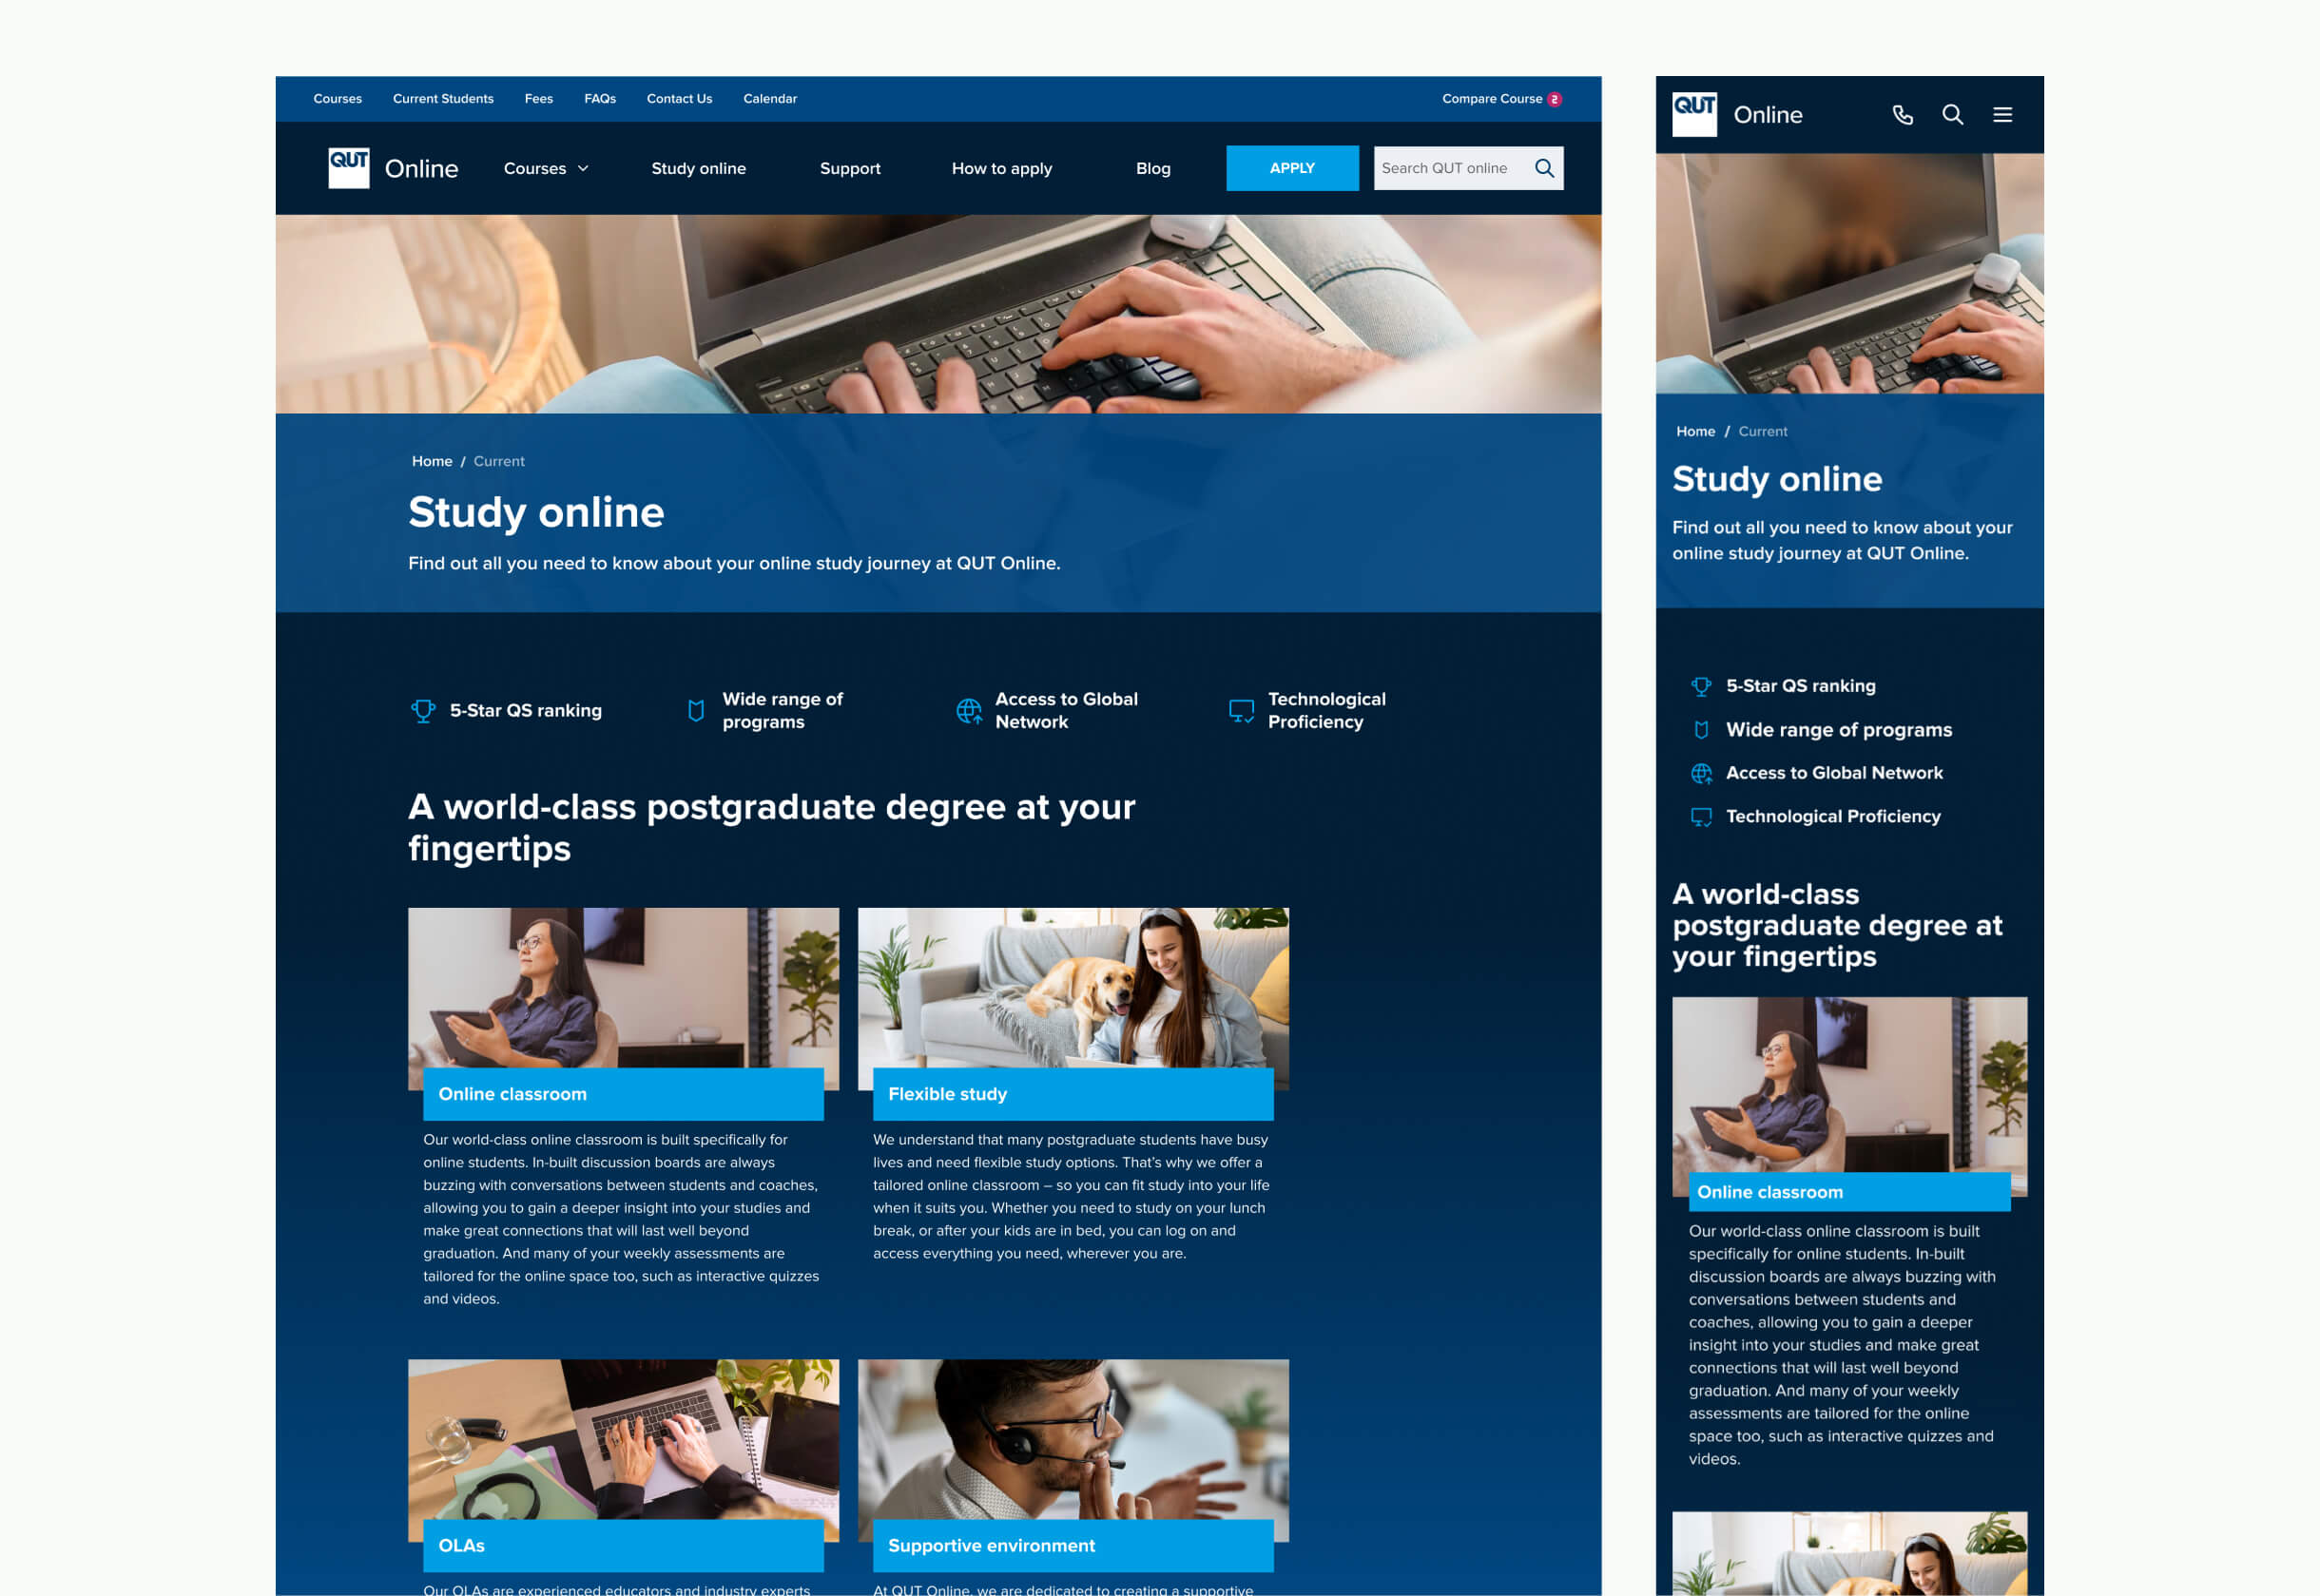 Courses Current Students Fees FAQs Contact Us Calendar Compare Course 2
QUT Online Courses Study online Support How to apply Blog APPLY Search QUT online
Home / Current
Study online
Find out all you need to know about your online study journey at QUT Online.
5-Star QS ranking
Wide range of
programs
Access to Global
Network
Technological
Proficiency
A world-class postgraduate degree at your
fingertips
Online classroom
Our world-class online classroom is built specifically for
online students. In-built discussion boards are always
buzzing with conversations between students and coaches,
allowing you to gain a deeper insight into your studies and
make great connections that will last well beyond
graduation. And many of your weekly assessments are
tailored for the online space too, such as interactive quizzes
and videos.
Flexible study
We understand that many postgraduate students have busy
lives and need flexible study options. That's why we offer a
tailored online classroom – so you can fit study into your life
when it suits you. Whether you need to study on your lunch
break, or after your kids are in bed, you can log on and
access everything you need, wherever you are.
OLAs
Our OLAs are experienced educators and industry experts
Supportive environment
At QUT Online, we are dedicated to creating a supportive
QUT Online
Home / Current
Study online
Find out all you need to know about your
online study journey at QUT Online.
5-Star QS ranking
Wide range of programs
Access to Global Network
Technological Proficiency
A world-class
postgraduate degree at
your fingertips
Online classroom
Our world-class online classroom is built
specifically for online students. In-built
discussion boards are always buzzing with
conversations between students and
coaches, allowing you to gain a deeper
insight into your studies and make great
connections that will last well beyond
graduation. And many of your weekly
assessments are tailored for the online
space too, such as interactive quizzes and
videos.